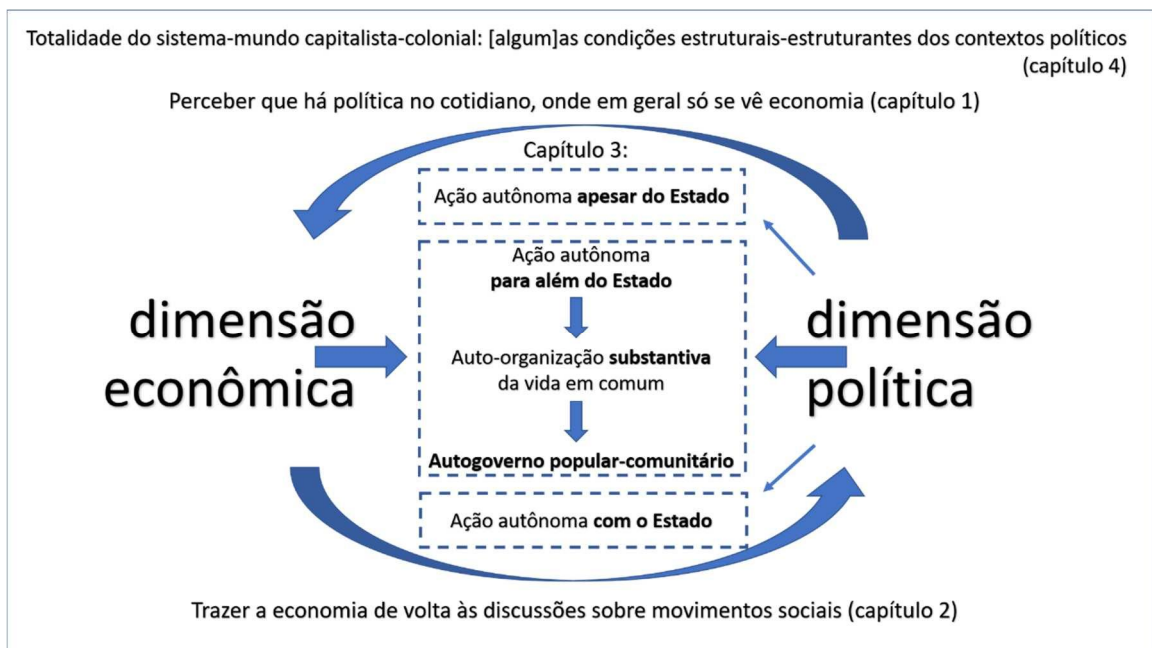 Totalidade do sistema-mundo capitalista-colonial: [algum]as condições estruturais-estruturantes dos contextos políticos
(capítulo 4)
Perceber que há política no cotidiano, onde em geral só se vê economia (capítulo 1)
Capítulo 3:
Ação autônoma apesar do Estado
Ação autônoma
para além do Estado
dimensão
econômica
Auto-organização substantiva
da vida em comum
dimensão
política
Autogoverno popular-comunitário
Ação autônoma com o Estado
Trazer a economia de volta às discussões sobre movimentos sociais (capítulo 2)